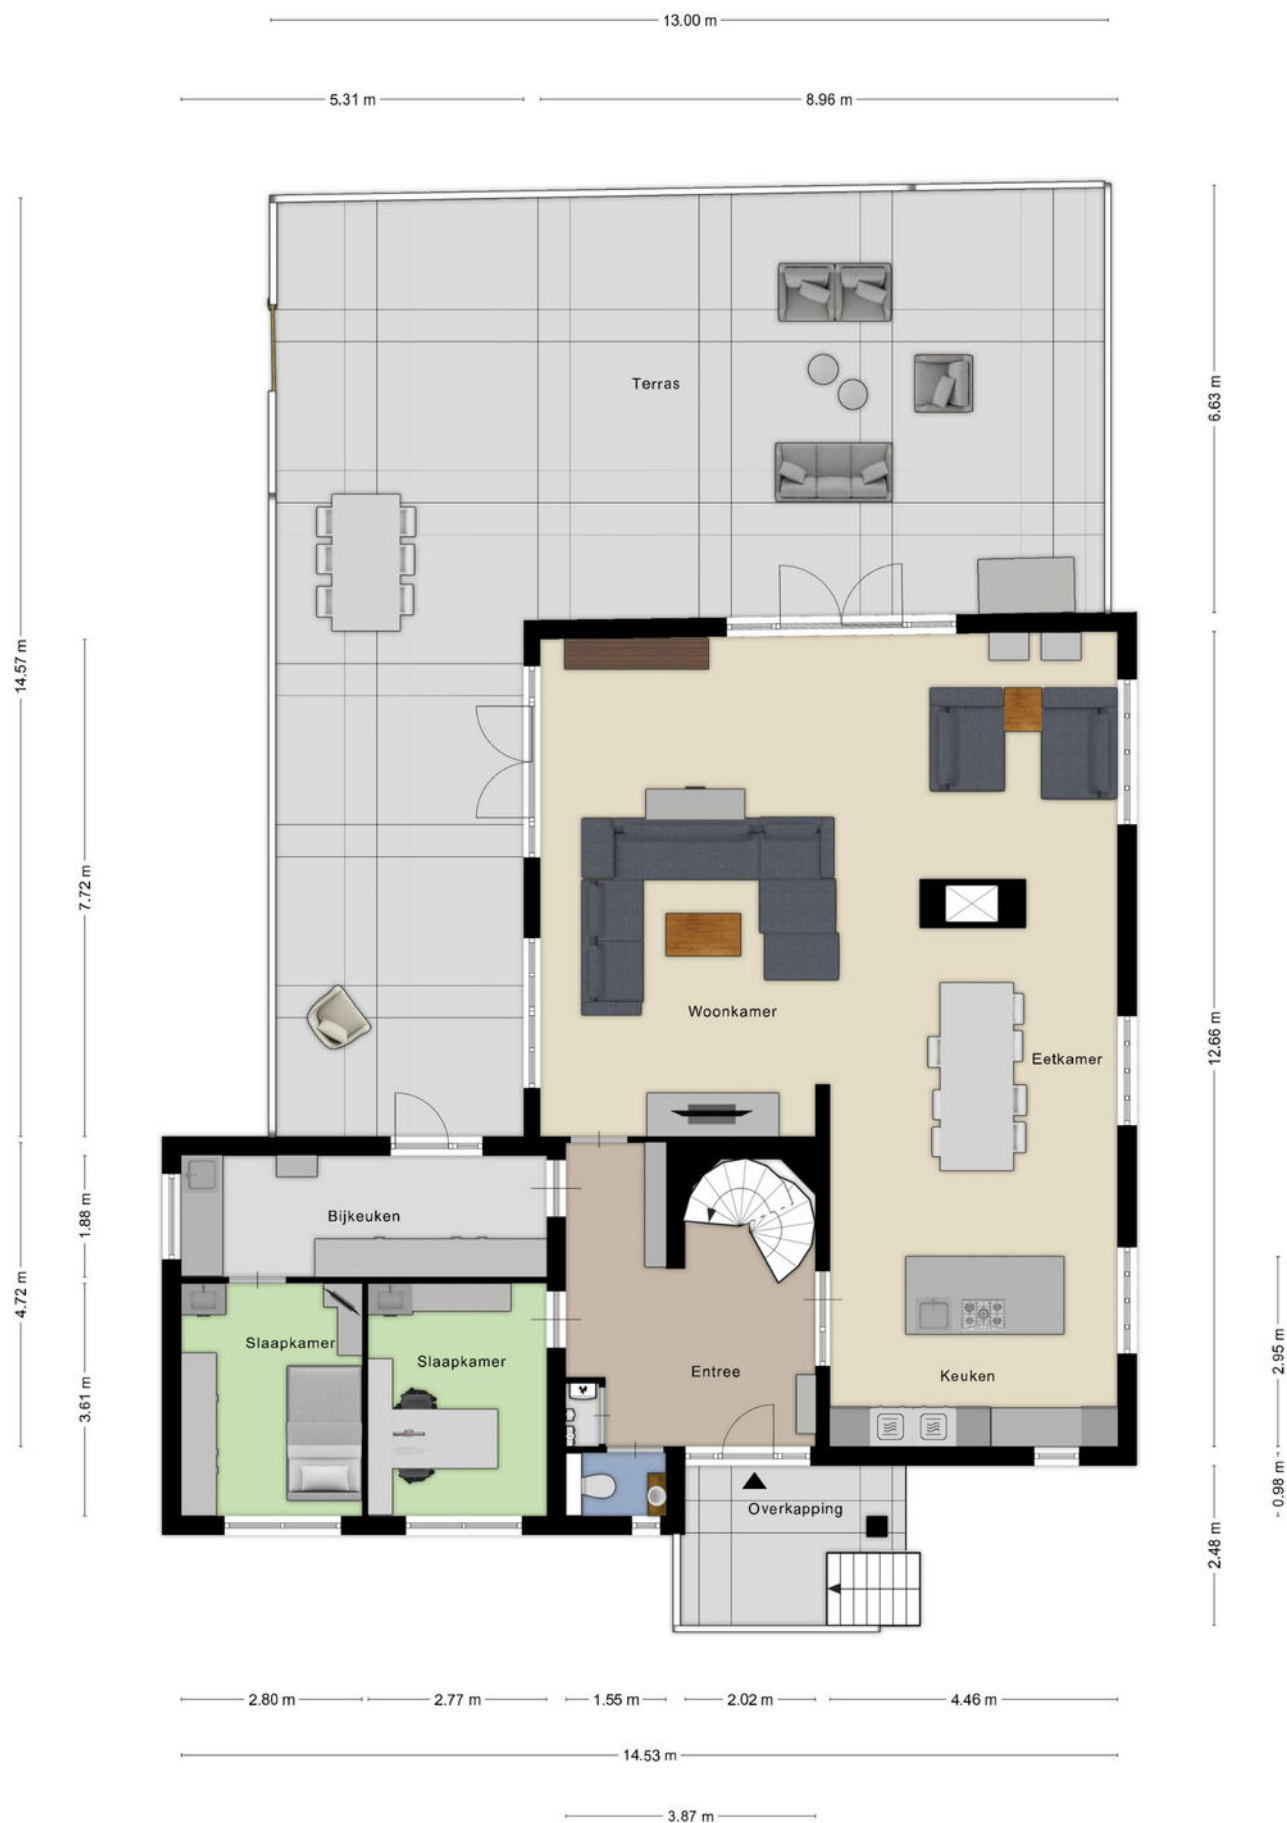 13.00 m
5.31 m
8.96 m
6.63 m
Terras
14.57 m
7.72 m
Woonkamer
12.66 m
Eetkamer
1.88 m
Bijkeuken
4.72 m
Slaapkamer
Slaapkamer
Entree
Keuken
2.95 m
3.61 m
0.98 m
Overkapping
2.48 m
2.80 m
2.77 m
1.55 m
2.02 m
4.46 m
14.53 m
3.87 m